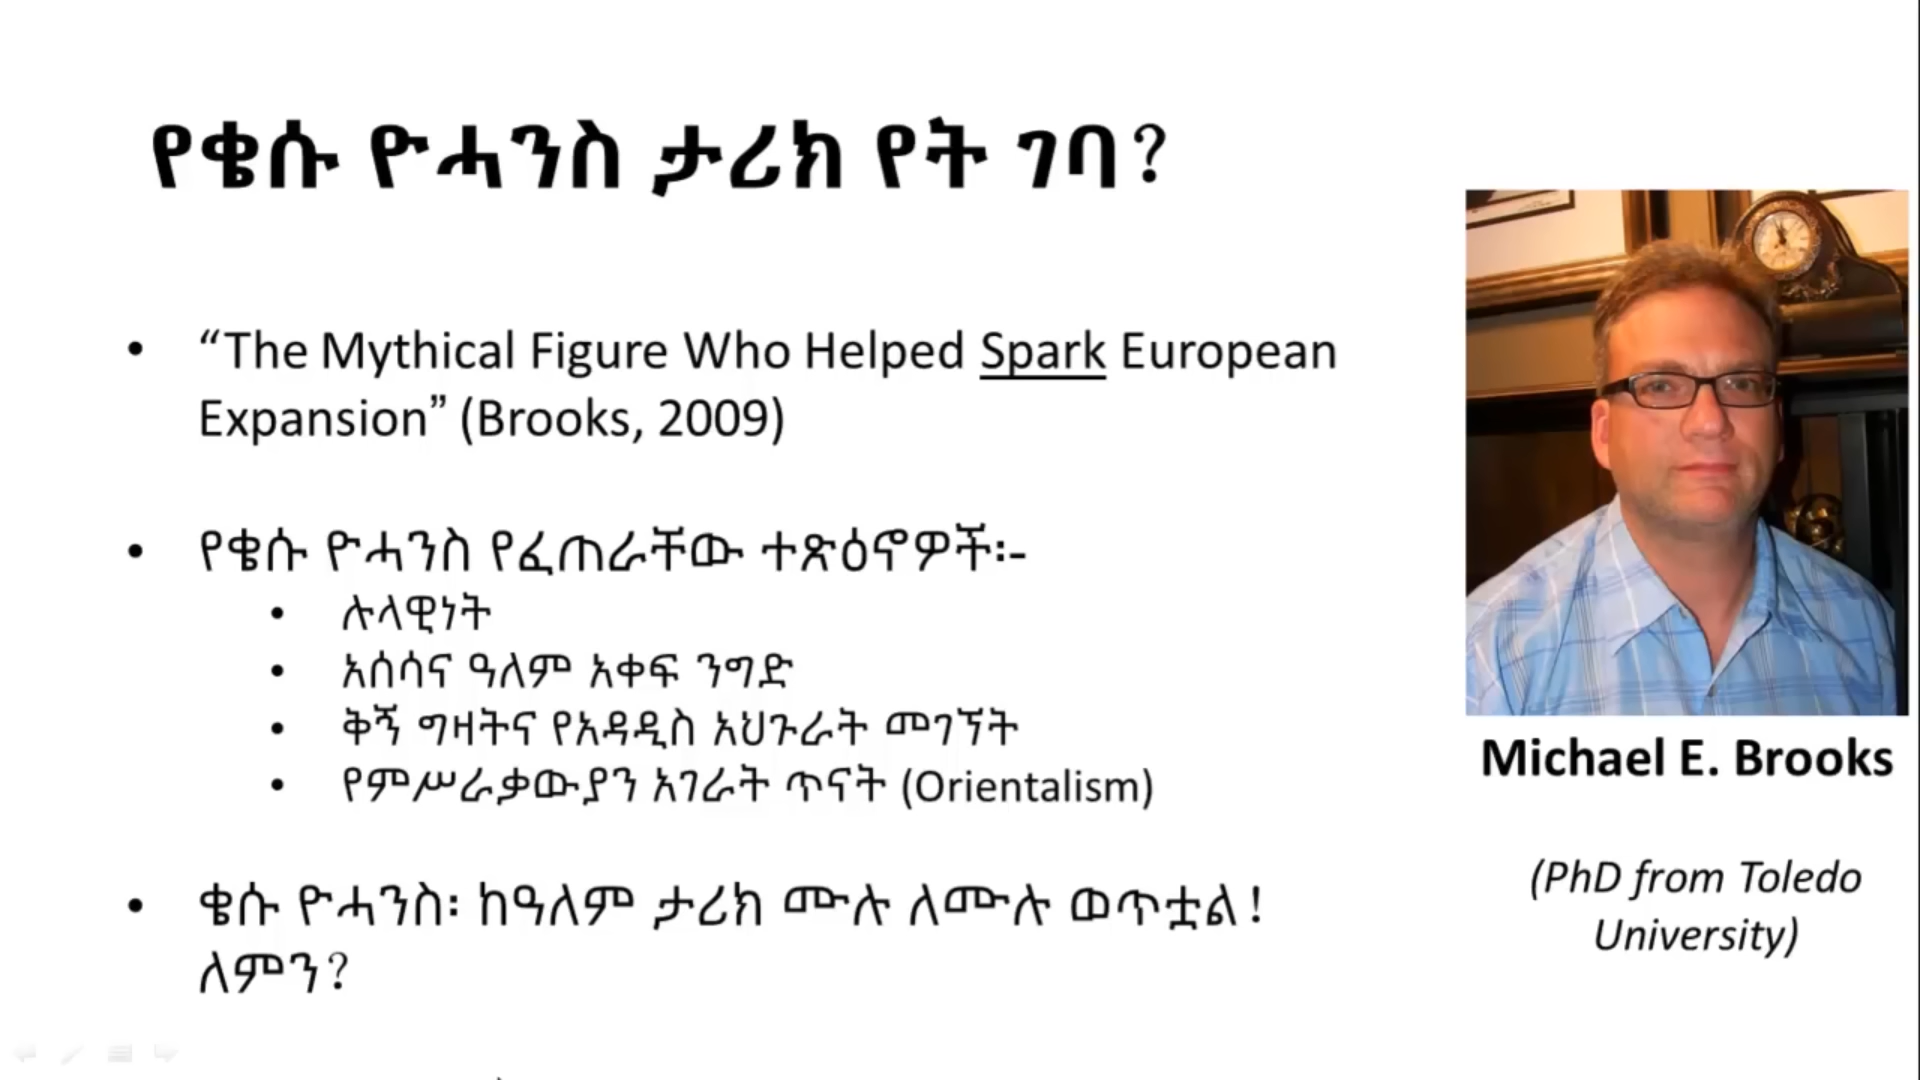 የቄሱ ዮሓንስ ታሪክ የት ገባ?
• “The Mythical Figure Who Helped Spark European
Expansion” (Brooks, 2009)
• የቄሱ ዮሓንስ የፈጠራቸው ተጽዕኖዎች፡-
• ሉላዊነት
• አሰሳና ዓለም አቀፍ ንግድ
• ቅኝ ግዛትና የአዳዲስ አህጉራት መገኘት
• የምሥራቃውያን አገራት ጥናት (Orientalism)
• ቄሱ ዮሓንስ፡ ከዓለም ታሪክ ሙሉ ለሙሉ ወጥቷል!
ለምን?
Michael E. Brooks
(PhD from Toledo
University)